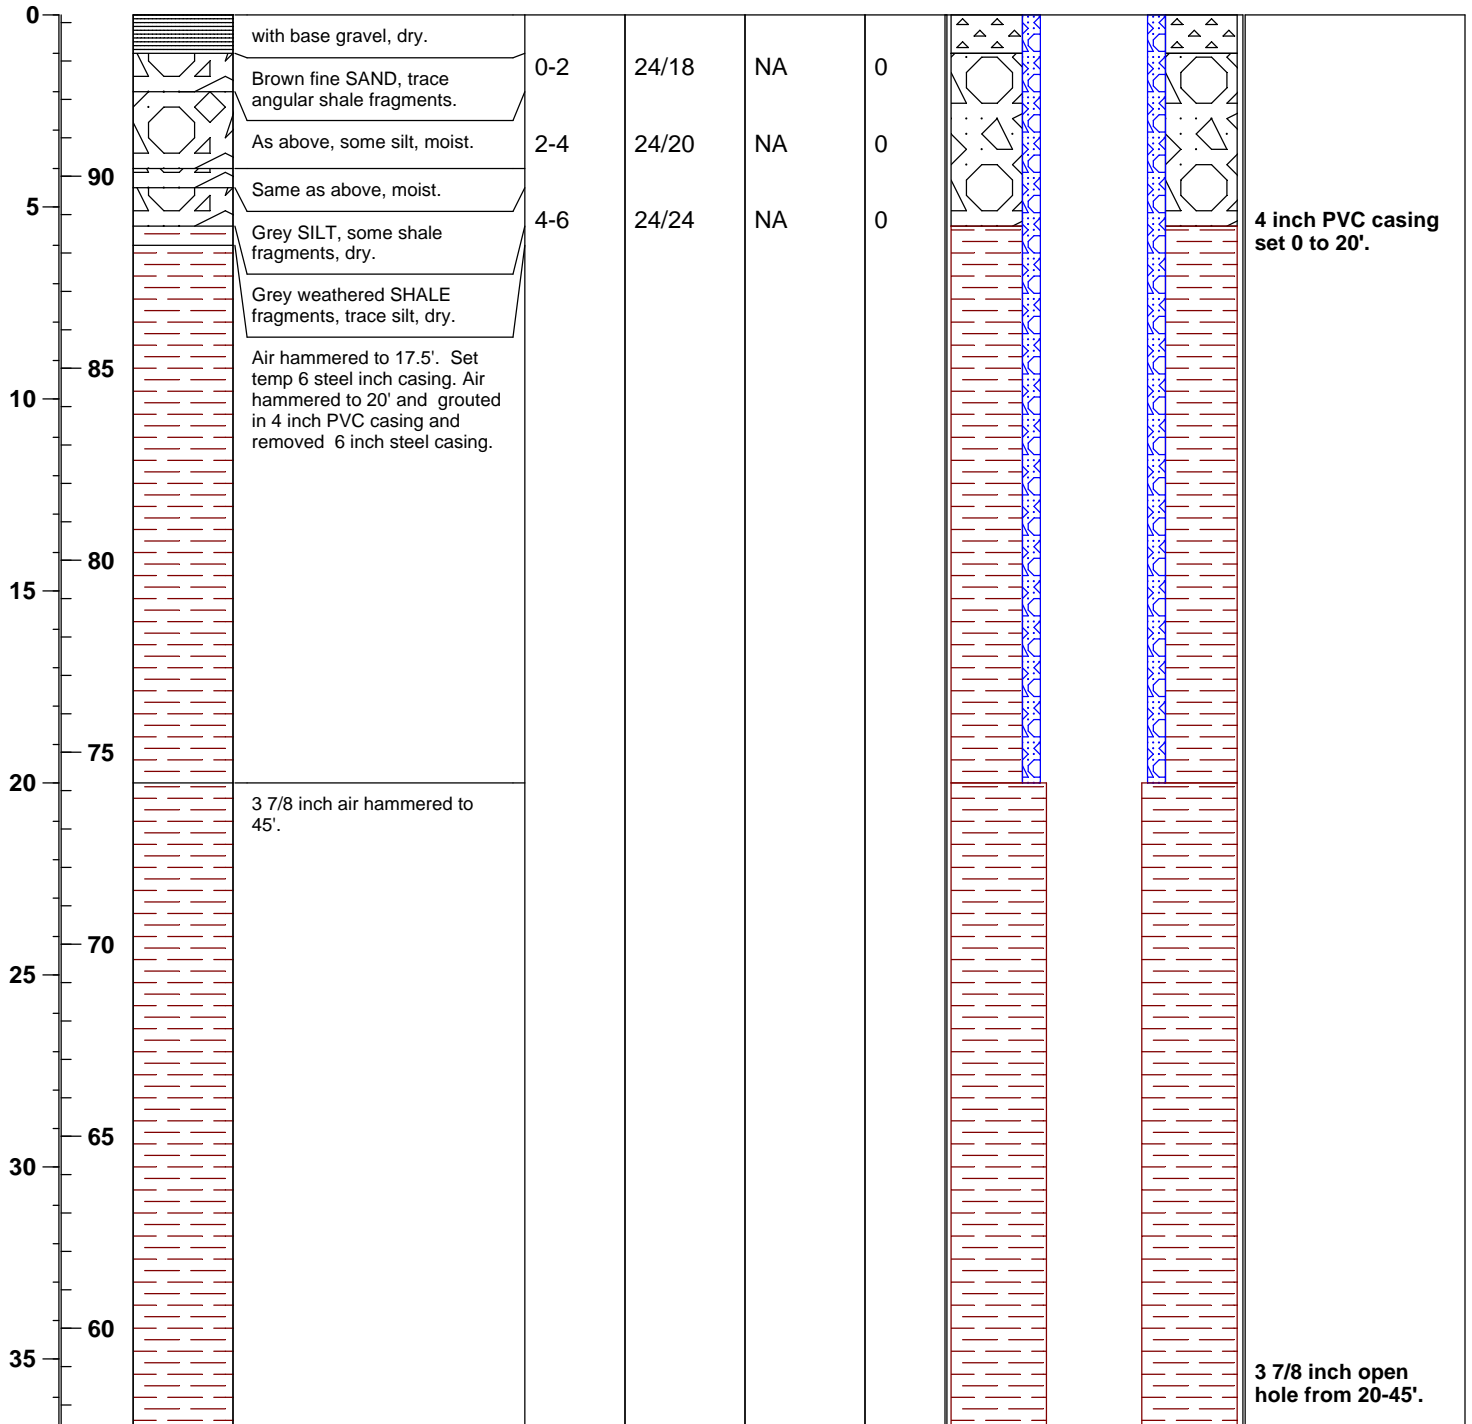 0
with base gravel, dry.
Brown fine SAND, trace
angular shale fragments.
0-2 24/18 NA 0
As above, some silt, moist.
2-4 24/20 NA 0
90
Same as above, moist.
5
4-6 24/24 NA 0
4 inch PVC casing
set 0 to 20'.
Grey SILT, some shale
fragments, dry.
Grey weathered SHALE
fragments, trace silt, dry.
Air hammered to 17.5'. Set
temp 6 steel inch casing. Air
hammered to 20' and grouted
in 4 inch PVC casing and
removed 6 inch steel casing.
85
10
80
15
75
20
3 7/8 inch air hammered to
45'.
70
25
65
30
60
35
3 7/8 inch open
hole from 20-45'.